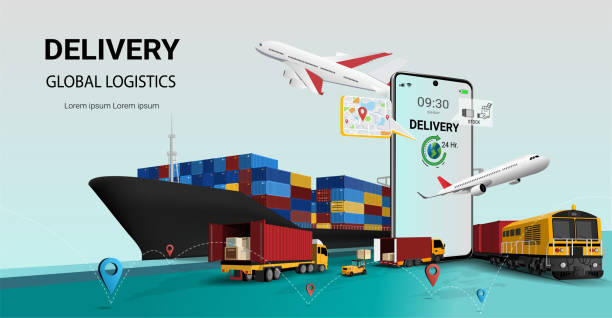 DELIVERY
GLOBAL LOGISTICS
Lorem ipsum Lorem ipsum
09:30
DELIVERY
24 Hr.
STOCK